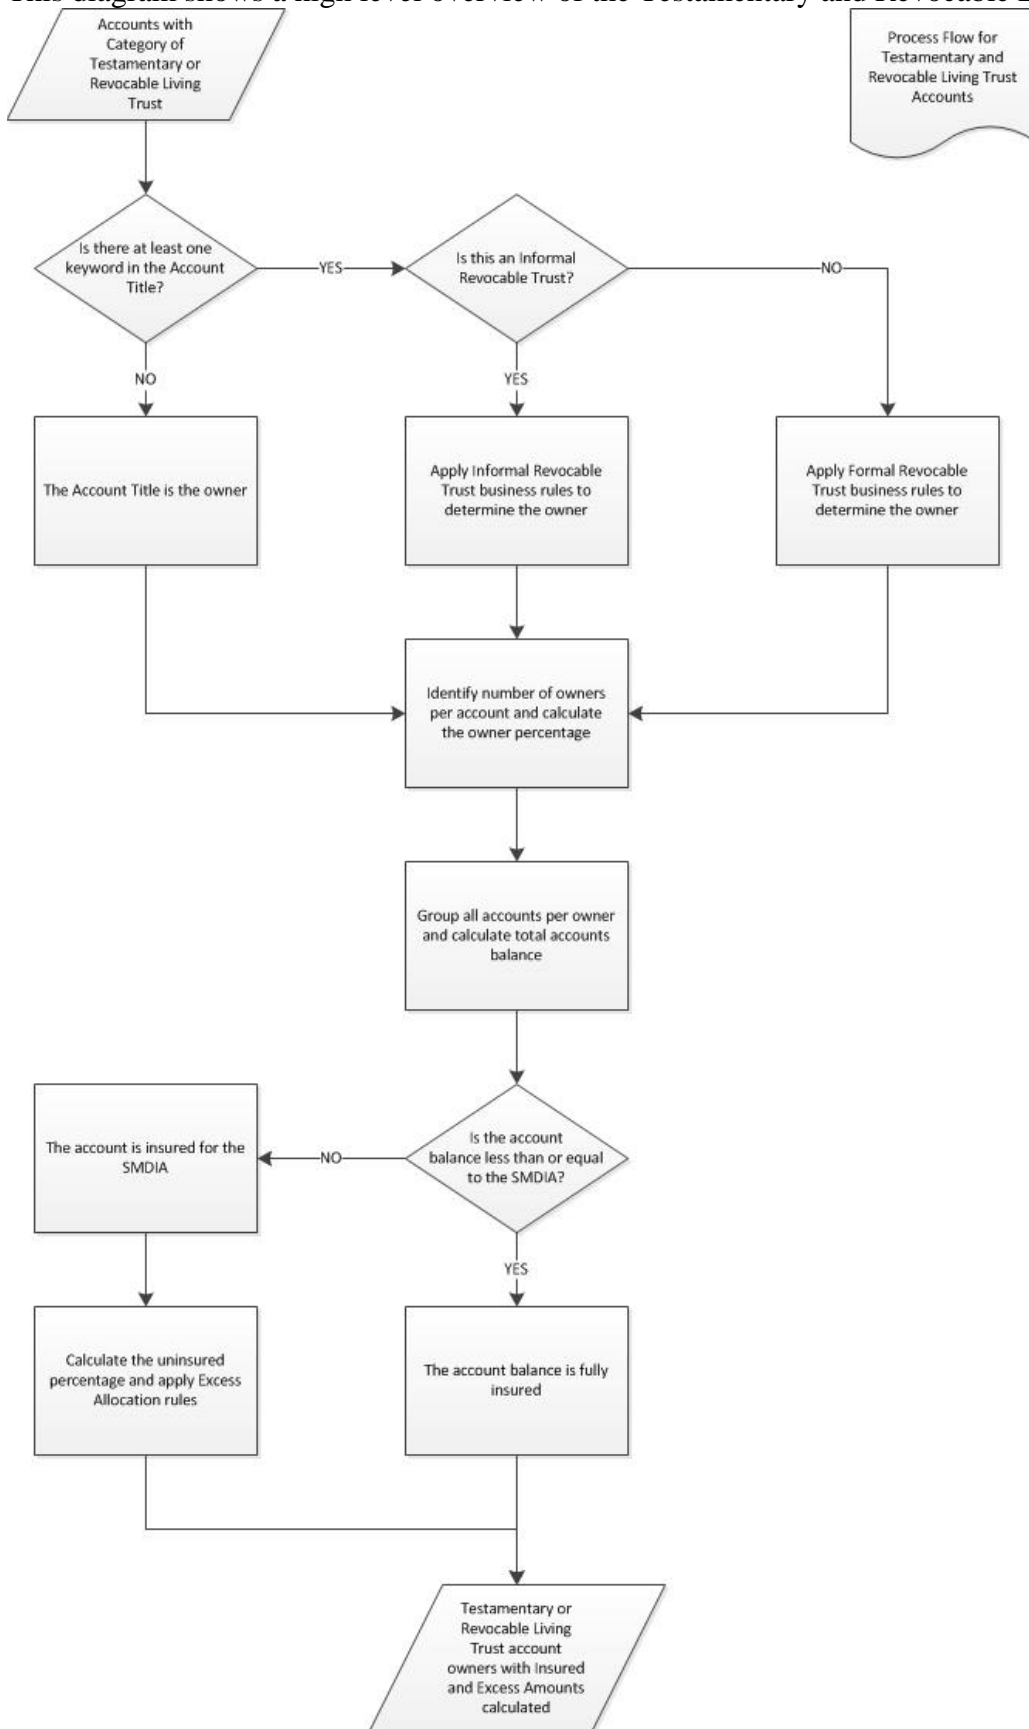 This diagram shows a high level overview of the Testamentary and Revocable
Accounts with
Category of
Testamentary or
Revocable Living
Trust
Process Flow for
Testamentary and
Revocable Living Trust
Accounts
Is there at least one
keyword in the Account
Title?
YES
Is this an Informal
Revocable Trust?
NO
NO
YES
The Account Title is the owner
Apply Informal Revocable
Trust business rules to
determine the owner
Apply Formal Revocable
Trust business rules to
determine the owner
Identify number of owners
per account and calculate
the owner percentage
Group all accounts per owner
and calculate total accounts
balance
Is the account
balance less than or equal
to the SMDIA?
NO
The account is insured for the
SMDIA
YES
Calculate the uninsured
percentage and apply Excess
Allocation rules
The account balance is fully
insured
Testamentary or
Revocable Living
Trust account
owners with Insured
and Excess Amounts
calculated